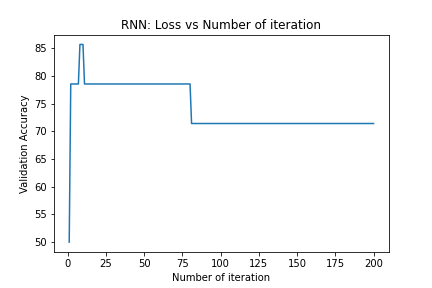 RNN: Loss vs Number of iteration
85
80
75
70
65
60
55
50
Validation Accuracy
0 25 50 75 100 125 150 175 200
Number of iteration